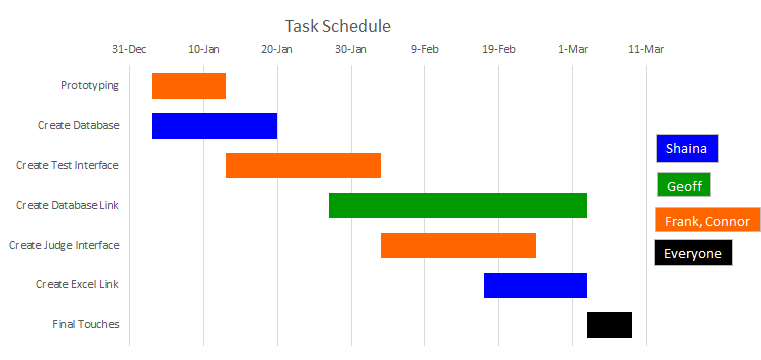 Task Schedule
31-Dec 10-Jan 20-Jan 30-Jan 9-Feb 19-Feb 1-Mar 11-Mar
Prototyping
Create Database
Create Test Interface
Create Database Link
Create Judge Interface
Create Excel Link
Final Touches
Shaina
Geoff
Frank, Connor
Everyone